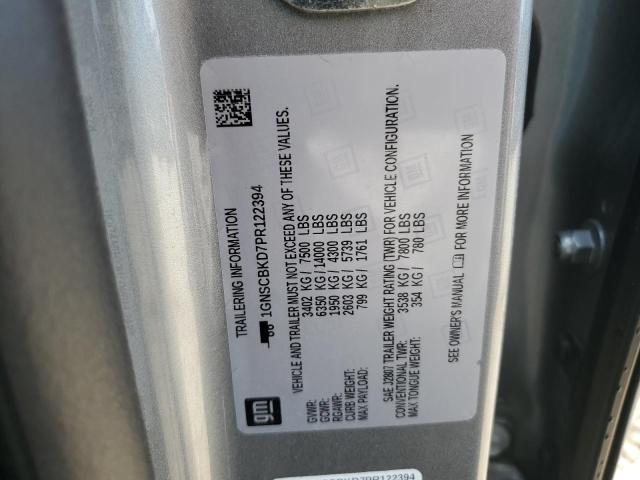 TRAILERING INFORMATION
1GNSCBKD7PR122394
VEHICLE AND TRAILER MUST NOT EXCEED ANY OF THESE VALUES.
GVWR: 3402 KG / 7500 LBS
GCWR: 6350 KG / 14000 LBS
RGAWR: 1950 KG / 4300 LBS
CURB WEIGHT: 2603 KG / 5739 LBS
MAX PAYLOAD: 799 KG / 1761 LBS
SAE J2807 TRAILER WEIGHT RATING (TWR) FOR VEHICLE CONFIGURATION.
CONVENTIONAL TWR: 3538 KG / 7800 LBS
MAX TONGUE WEIGHT: 354 KG / 780 LBS
SEE OWNER'S MANUAL FOR MORE INFORMATION
gm